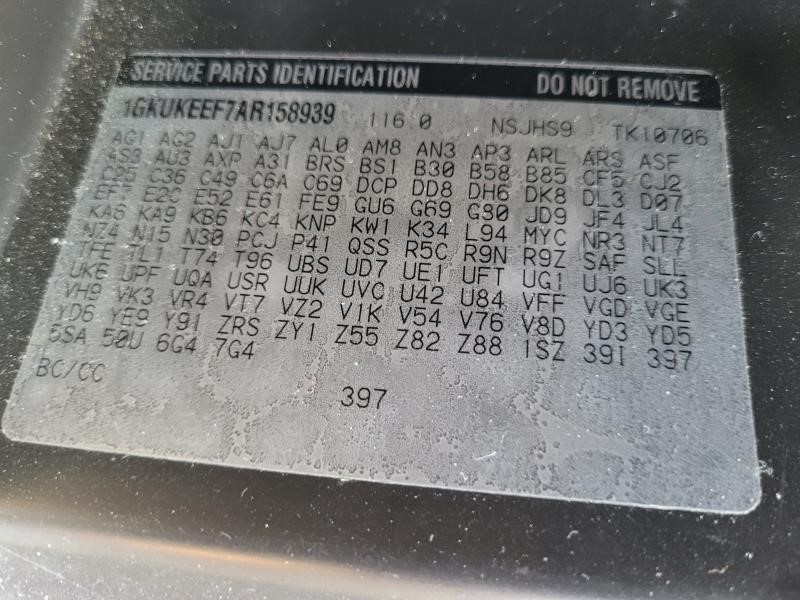 SERVICE PARTS IDENTIFICATION DO NOT REMOVE
1GKUKEEF7AR158939 116.0 NSJHS9 TK10706
AG1 AG2 AJ1 AJ7 AL0 AM8 AN3 AP3 ARL ARS ASF
AS3 AU3 AXP A31 BRS BS1 B30 B58 B85 CF5 CJ2
C25 C36 C49 C6A C69 DCP DD8 DH6 DK8 DL3 D07
EF7 E2C E52 E61 FE9 GU6 G69 G80 JD9 JF4 JL4
KA6 KA9 KB6 KC4 KNP KW1 K34 L94 MYC NR3 NT7
NZ4 N15 N30 PCJ P41 QSS R5C R9N R9Z SAF SLL
TFE TL1 T74 T96 UBS UD7 UE1 UFT UG1 UJ6 UK3
UK6 UPF UQA USR UUK UVC U42 U84 VFF VGD VGE
VH9 VK3 VR4 VT7 VZ2 V1K V54 V76 V8D YD3 YD5
YD6 YE9 Y91 ZRS ZY1 Z55 Z82 Z88 1SZ 39I 397
5SA 50U 6G4 7G4
BC/CC
397